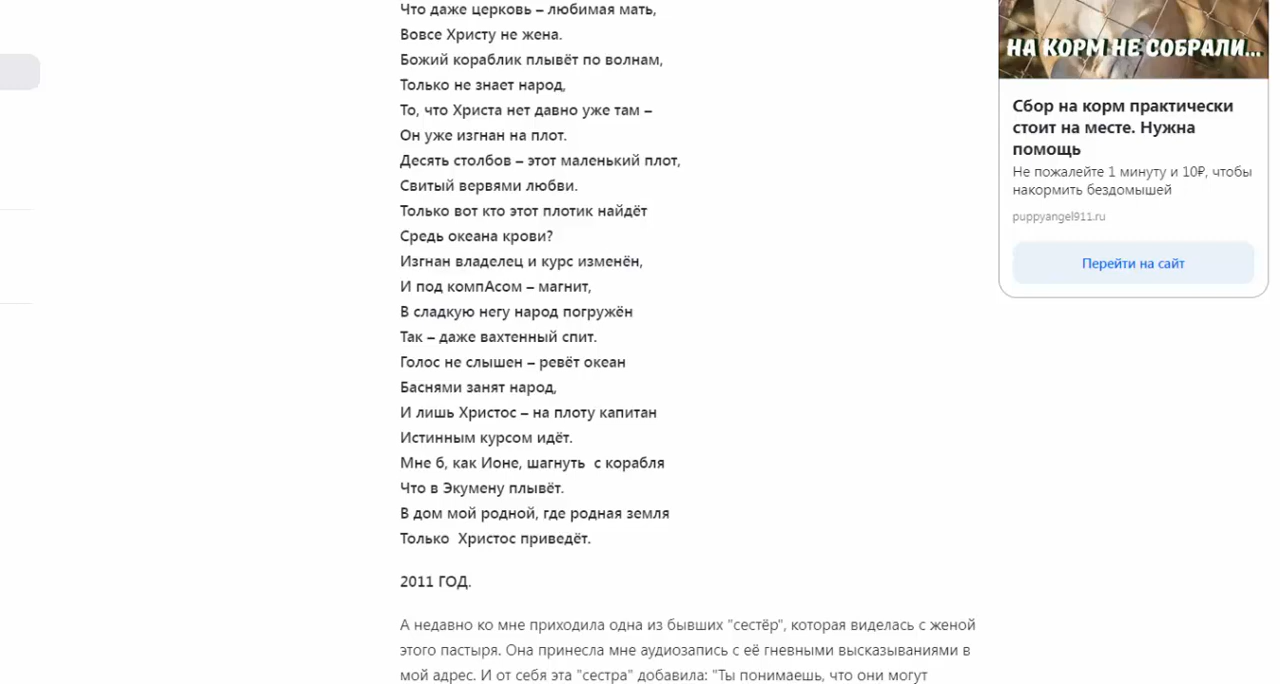 Что даже церковь – любимая мать,
Вовсе Христу не жена.
Божий кораблик плывёт по волнам,
Только не знает народ,
То, что Христа нет давно уже там –
Он уже изгнан на плот.
Десять столбов – этот маленький плот,
Свитый вервями любви.
Только вот кто этот плотик найдёт
Средь океана крови?
Изгнан владелец и курс изменён,
И под компАсом – магнит,
В сладкую негу народ погружён
Так – даже вахтенный спит.
Голос не слышен – ревёт океан
Баснями занят народ,
И лишь Христос – на плоту капитан
Истинным курсом идёт.
Мне б, как Ионе, шагнуть  с корабля
Что в Экумену плывёт.
В дом мой родной, где родная земля
Только  Христос приведёт.
2011 ГОД.
А недавно ко мне приходила одна из бывших "сестёр", которая виделась с женой
этого пастыря. Она принесла мне аудиозапись с её гневными высказываниями в
мой адрес. И от себя эта "сестра" добавила: "Ты понимаешь, что они могут
НА КОРМ НЕ СОБРАЛИ...
Сбор на корм практически
стоит на месте. Нужна
помощь
Не пожалейте 1 минуту и 10₽, чтобы
накормить бездомышей
puppyangel911.ru
Перейти на сайт